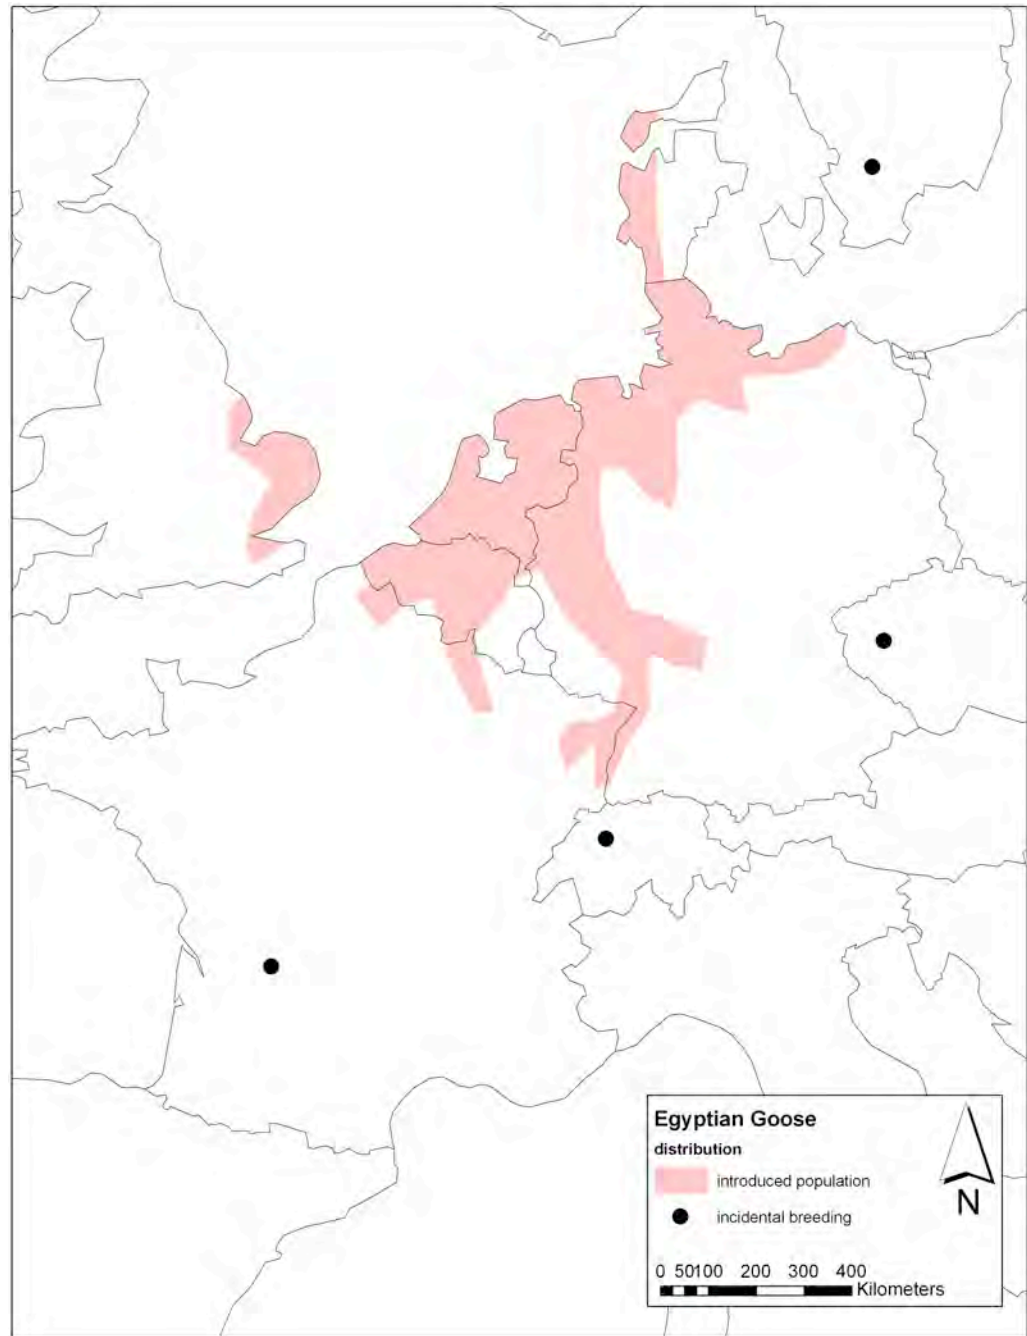 Egyptian Goose
distribution
introduced population
incidental breeding
N
0 50100 200 300 400
Kilometers